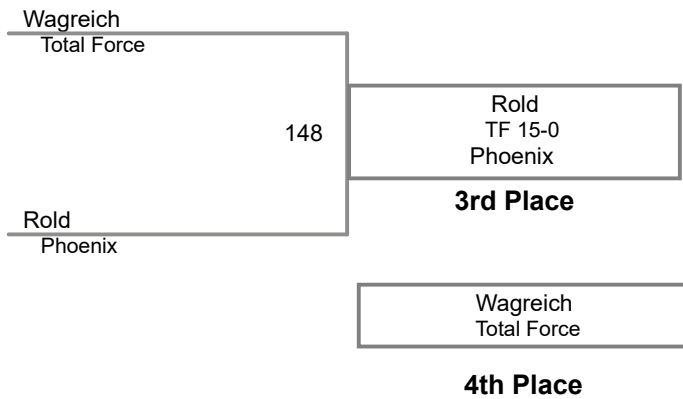 Wagreich
Total Force
148
Rold
TF 15-0
Phoenix
3rd Place
Rold
Phoenix
Wagreich
Total Force
4th Place